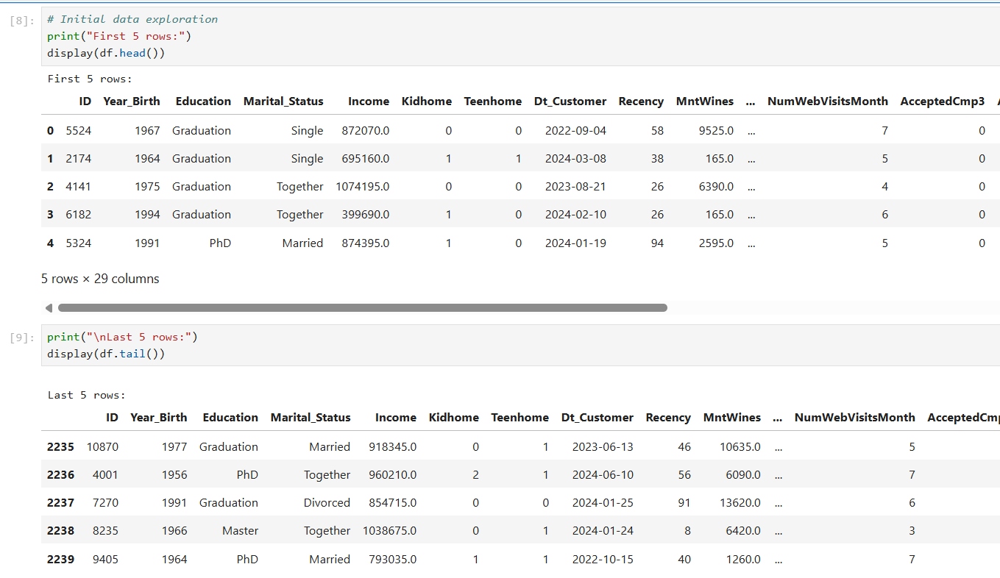 [8]: # Initial data exploration
print("First 5 rows:")
display(df.head())
First 5 rows:
ID Year_Birth Education Marital_Status Income Kidhome Teenhome Dt_Customer Recency MntWines ... NumWebVisitsMonth AcceptedCmp3
0 5524 1967 Graduation Single 872070.0 0 0 2022-09-04 58 9525.0 ... 7 0
1 2174 1964 Graduation Single 695160.0 1 1 2024-03-08 38 165.0 ... 5 0
2 4141 1975 Graduation Together 1074195.0 0 0 2023-08-21 26 6390.0 ... 4 0
3 6182 1994 Graduation Together 399690.0 1 0 2024-02-10 26 165.0 ... 6 0
4 5324 1991 PhD Married 874395.0 1 0 2024-01-19 94 2595.0 ... 5 0
5 rows × 29 columns
[9]: print("\nLast 5 rows:")
display(df.tail())
Last 5 rows:
ID Year_Birth Education Marital_Status Income Kidhome Teenhome Dt_Customer Recency MntWines ... NumWebVisitsMonth AcceptedCmp
2235 10870 1977 Graduation Married 918345.0 0 1 2023-06-13 46 10635.0 ... 5
2236 4001 1956 PhD Together 960210.0 2 1 2024-06-10 56 6090.0 ... 7
2237 7270 1991 Graduation Divorced 854715.0 0 0 2024-01-25 91 13620.0 ... 6
2238 8235 1966 Master Together 1038675.0 0 1 2024-01-24 8 6420.0 ... 3
2239 9405 1964 PhD Married 793035.0 1 1 2022-10-15 40 1260.0 ... 7